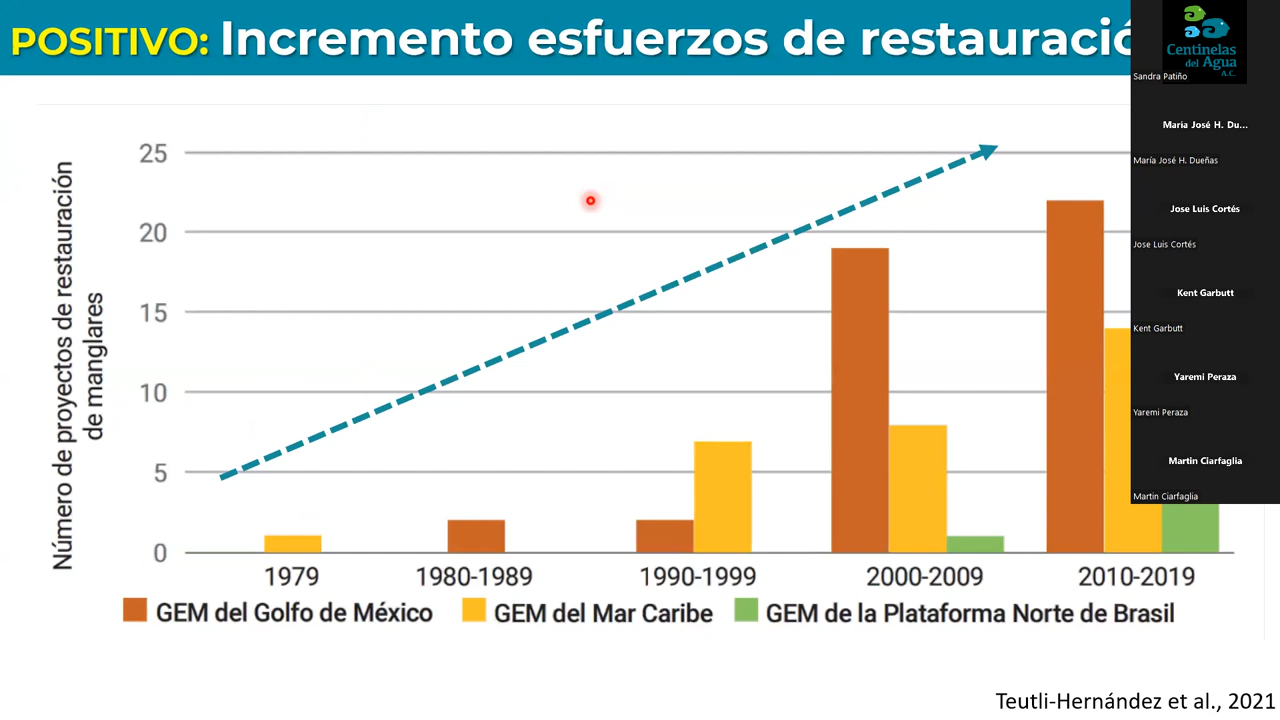 POSITIVO: Incremento esfuerzos de restauració
Centinelas
del Agua
A.C.
Sandra Patiño
María José H. Du...
María José H. Dueñas
Jose Luis Cortés
Jose Luis Cortés
Kent Garbutt
Kent Garbutt
Yaremi Peraza
Yaremi Peraza
Martin Ciarfaglia
Martin Ciarfaglia
Número de proyectos de restauración
de manglares
25
20
15
10
5
0
1979 1980-1989 1990-1999 2000-2009 2010-2019
GEM del Golfo de México GEM del Mar Caribe GEM de la Plataforma Norte de Brasil
Teutli-Hernández et al., 2021